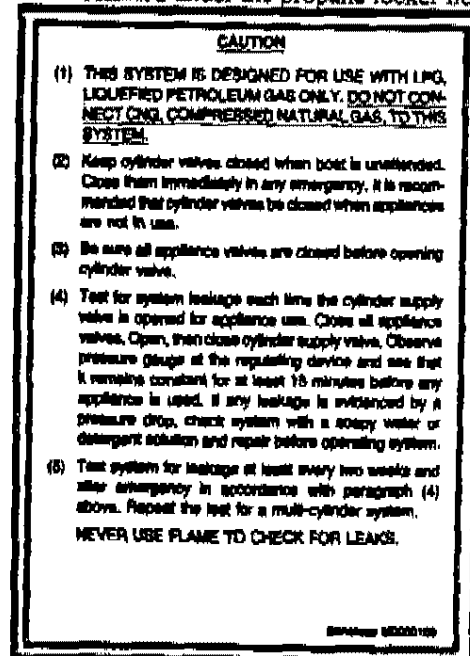 CAUTION
(1) THIS SYSTEM IS DESIGNED FOR USE WITH LPG,
LIQUEFIED PETROLEUM GAS ONLY. DO NOT CON-
NECT CNG, COMPRESSED NATURAL GAS, TO THIS
SYSTEM.
(2) Keep cylinder valves closed when boat is unattended.
Close them immediately in any emergency. It is recom-
mended that cylinder valves be closed when appliances
are not in use.
(3) Be sure all appliance valves are closed before opening
cylinder valve.
(4) Test for system leakage each time the cylinder supply
valve is opened for appliance use. Close all appliance
valves. Open, then close cylinder supply valve. Observe
pressure gauge at the regulating device and see that
it remains constant for at least 15 minutes before any
appliance is used. If any leakage is evidenced by a
pressure drop, check system with a soapy water or
detergent solution and repair before operating system.
(5) Test system for leakage at least every two weeks and
after emergency in accordance with paragraph (4)
above. Repeat the test for a multi-cylinder system.
NEVER USE FLAME TO CHECK FOR LEAKS.